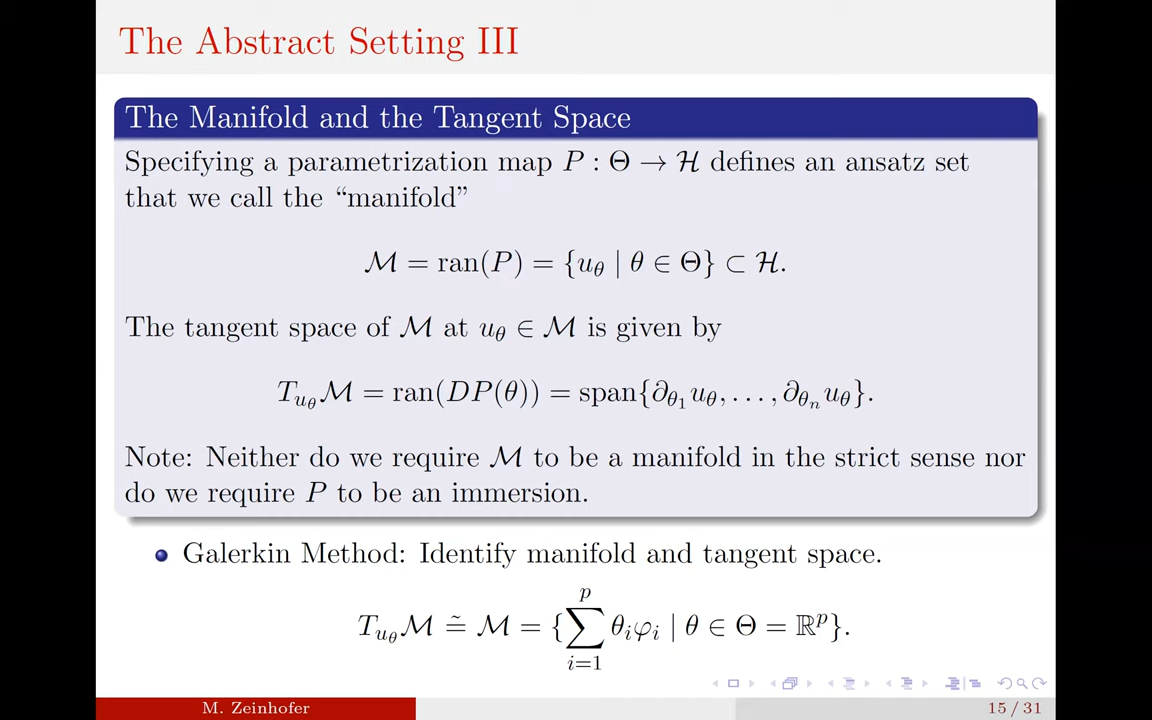 The Abstract Setting III
The Manifold and the Tangent Space
Specifying a parametrization map P : Θ → ℋ defines an ansatz set
that we call the “manifold”
ℳ = ran(P) = {u_θ | θ ∈ Θ} ⊂ ℋ.
The tangent space of ℳ at u_θ ∈ ℳ is given by
T_{u_θ}ℳ = ran(DP(θ)) = span{∂_{θ_1}u_θ, . . . , ∂_{θ_n}u_θ}.
Note: Neither do we require ℳ to be a manifold in the strict sense nor
do we require P to be an immersion.
Galerkin Method: Identify manifold and tangent space.
T_{u_θ}ℳ \tilde{=} ℳ = {∑_{i=1}^{p} θ_iφ_i | θ ∈ Θ = ℝ^p}.
M. Zeinhofer
15 / 31